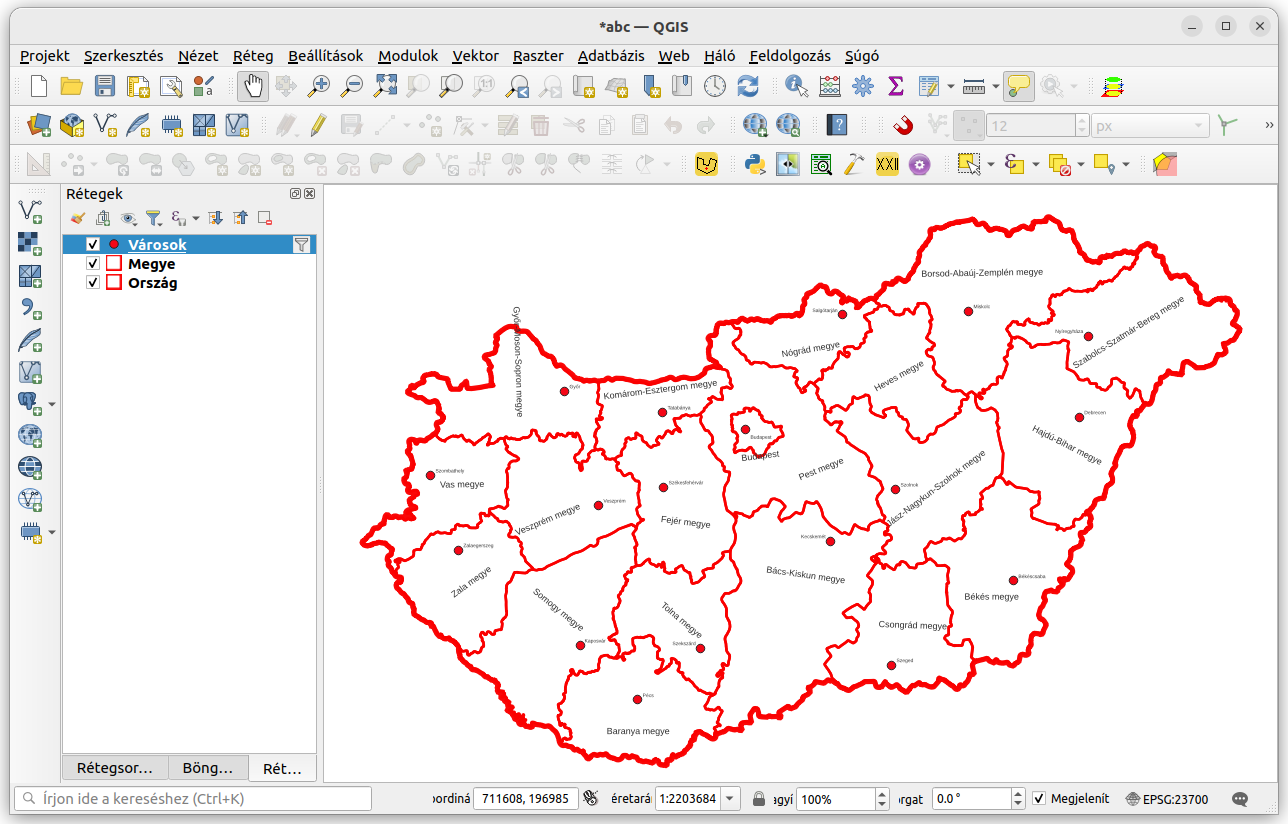 *abc — QGIS
Projekt Szerkesztés Nézet Réteg Beállítások Modulok Vektor Raszter Adatbázis Web Háló Feldolgozás Súgó
1:1
12 px
XXII
Rétegek
Városok
Megye
Ország
Borsod-Abaúj-Zemplén megye
Miskolc
Salgótarján
Nyíregyháza
Szabolcs-Szatmár-Bereg megye
Nógrád megye
Heves megye
Győr-Moson-Sopron megye
Győr
Komárom-Esztergom megye
Tatabánya
Debrecen
Hajdú-Bihar megye
Budapest
Budapest
Pest megye
Szombathely
Vas megye
Székesfehérvár
Szolnok
Jász-Nagykun-Szolnok megye
Veszprém
Veszprém megye
Fejér megye
Kecskemét
Zalaegerszeg
Zala megye
Bács-Kiskun megye
Békéscsaba
Békés megye
Somogy megye
Tolna megye
Csongrád megye
Kaposvár
Szekszárd
Szeged
Pécs
Baranya megye
Rétegsor... Böng... Rét...
Írjon ide a kereséshez (Ctrl+K) ordiná 711608, 196985 éretará 1:2203684 agyí 100% orgat 0.0 ° Megjelenít EPSG:23700